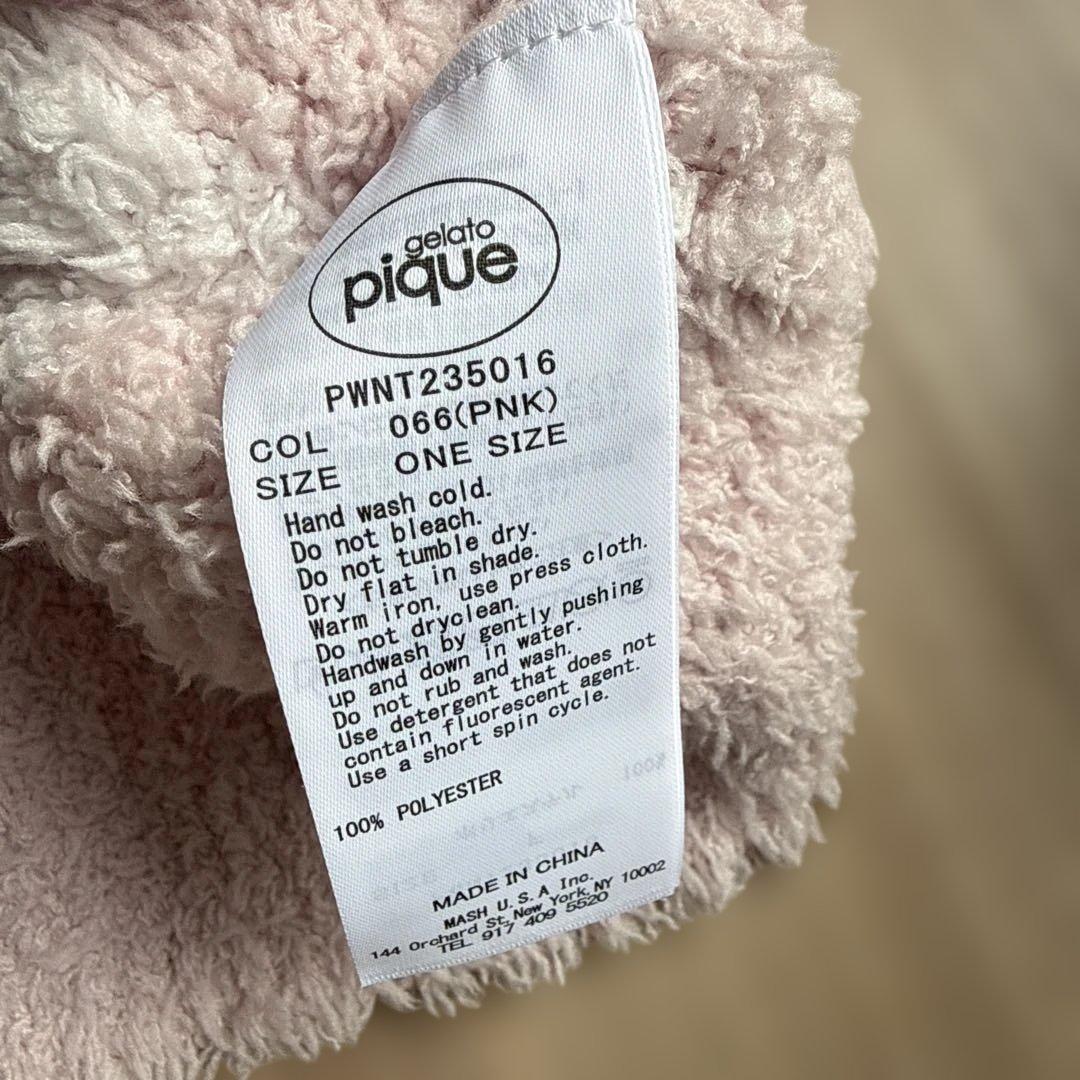 gelato
pique
PWNT235016
COL 066(PNK)
SIZE ONE SIZE
Hand wash cold.
Do not bleach.
Do not tumble dry.
Dry flat in shade.
Warm iron, use press cloth.
Do not dryclean.
Handwash by gently pushing
up and down in water.
Do not rub and wash.
Use detergent that does not
contain fluorescent agent.
Use a short spin cycle.
100% POLYESTER
MADE IN CHINA
MASH U.S.A Inc.
144 Orchard St, New York, NY 10002
TEL 917 409 5520